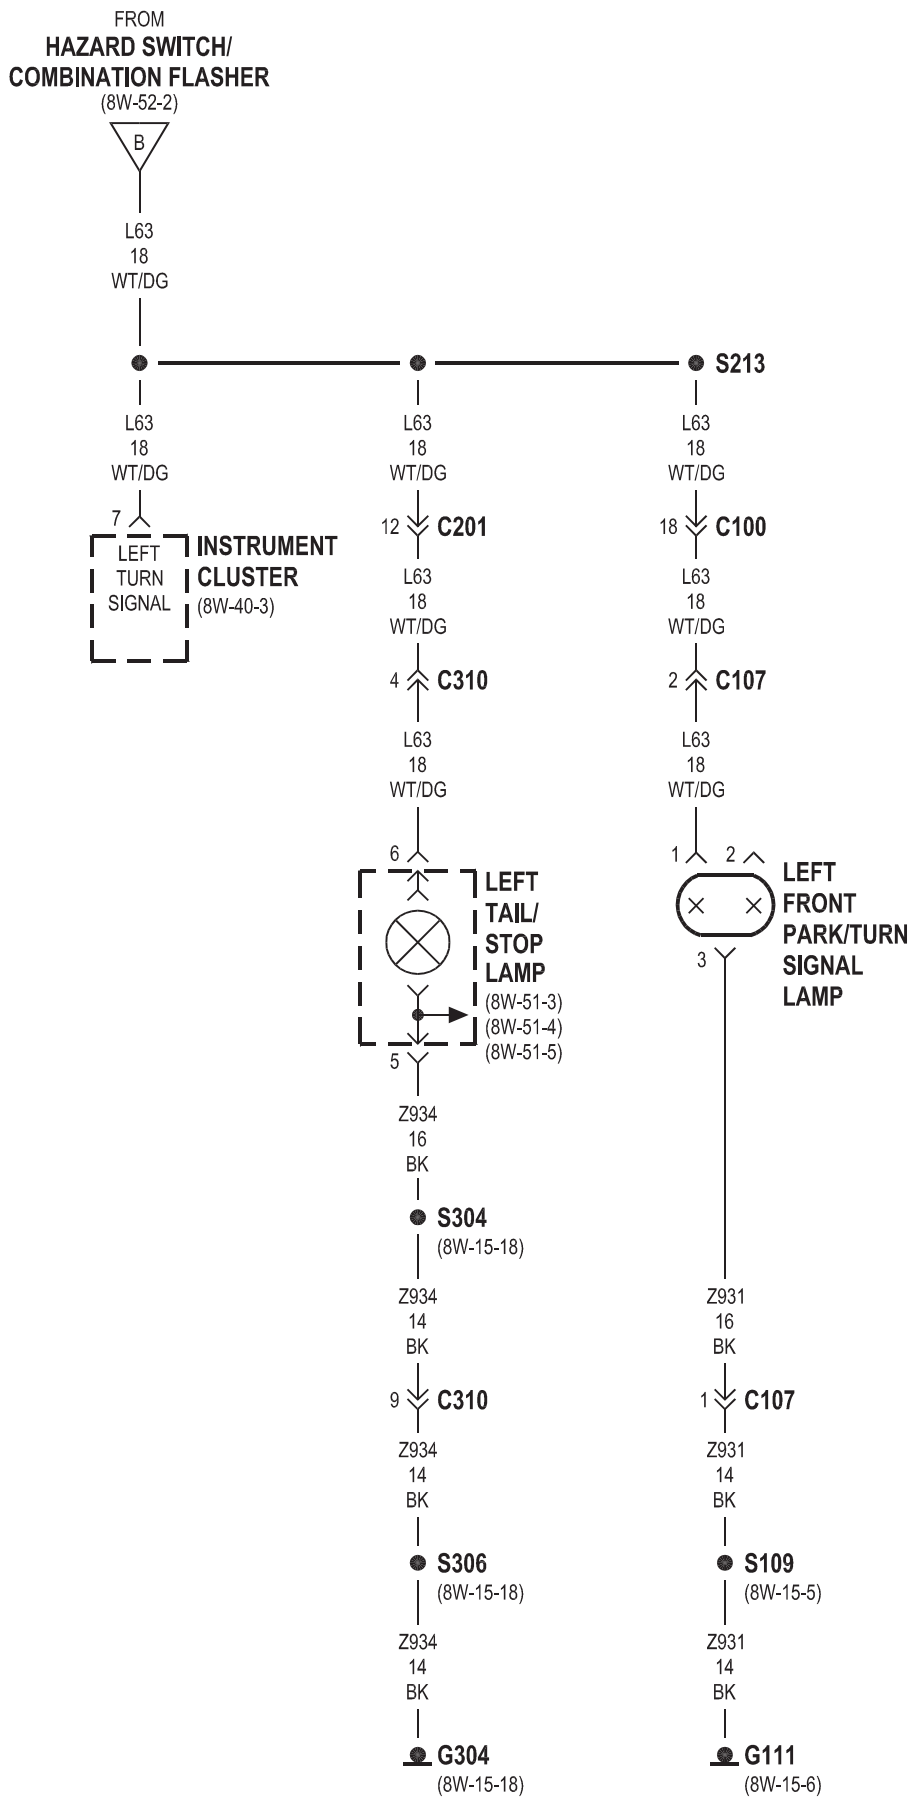 FROM
HAZARD SWITCH/
COMBINATION FLASHER
(8W-52-2)
B
L63
18
WT/DG
S213
L63
18
WT/DG
7
LEFT
TURN
SIGNAL
INSTRUMENT
CLUSTER
(8W-40-3)
L63
18
WT/DG
12
C201
L63
18
WT/DG
4
C310
L63
18
WT/DG
6
LEFT
TAIL/
STOP
LAMP
(8W-51-3)
(8W-51-4)
(8W-51-5)
5
Z934
16
BK
S304
(8W-15-18)
Z934
14
BK
9
C310
Z934
14
BK
S306
(8W-15-18)
Z934
14
BK
G304
(8W-15-18)
L63
18
WT/DG
18
C100
L63
18
WT/DG
2
C107
L63
18
WT/DG
1
2
LEFT
FRONT
PARK/TURN
SIGNAL
LAMP
3
Z931
16
BK
1
C107
Z931
14
BK
S109
(8W-15-5)
Z931
14
BK
G111
(8W-15-6)